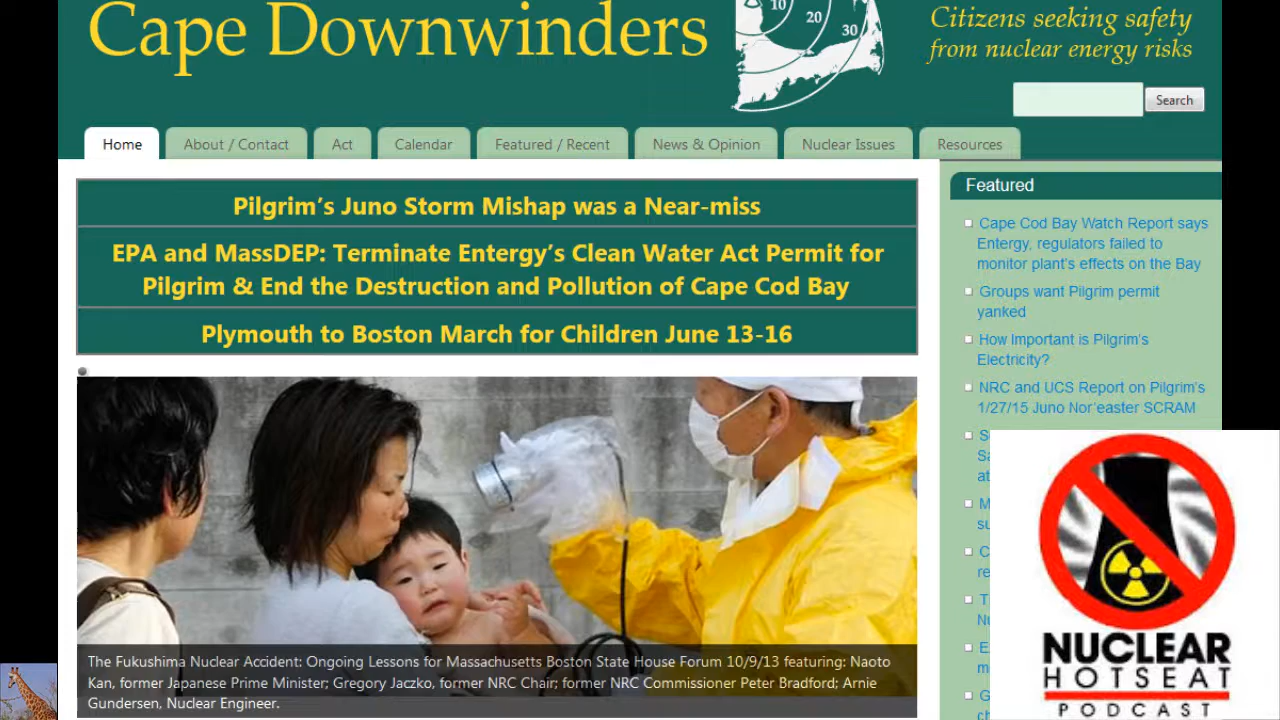 Cape Downwinders
10
20
30
Citizens seeking safety
from nuclear energy risks
Search
Home
About / Contact
Act
Calendar
Featured / Recent
News & Opinion
Nuclear Issues
Resources
Pilgrim's Juno Storm Mishap was a Near-miss
EPA and MassDEP: Terminate Entergy's Clean Water Act Permit for
Pilgrim & End the Destruction and Pollution of Cape Cod Bay
Plymouth to Boston March for Children June 13-16
The Fukushima Nuclear Accident: Ongoing Lessons for Massachusetts Boston State House Forum 10/9/13 featuring: Naoto
Kan, former Japanese Prime Minister; Gregory Jaczko, former NRC Chair; former NRC Commissioner Peter Bradford; Arnie
Gundersen, Nuclear Engineer.
Featured
Cape Cod Bay Watch Report says
Entergy, regulators failed to
monitor plant's effects on the Bay
Groups want Pilgrim permit
yanked
How Important is Pilgrim's
Electricity?
NRC and UCS Report on Pilgrim's
1/27/15 Juno Nor'easter SCRAM
NUCLEAR
HOTSEAT
PODCAST